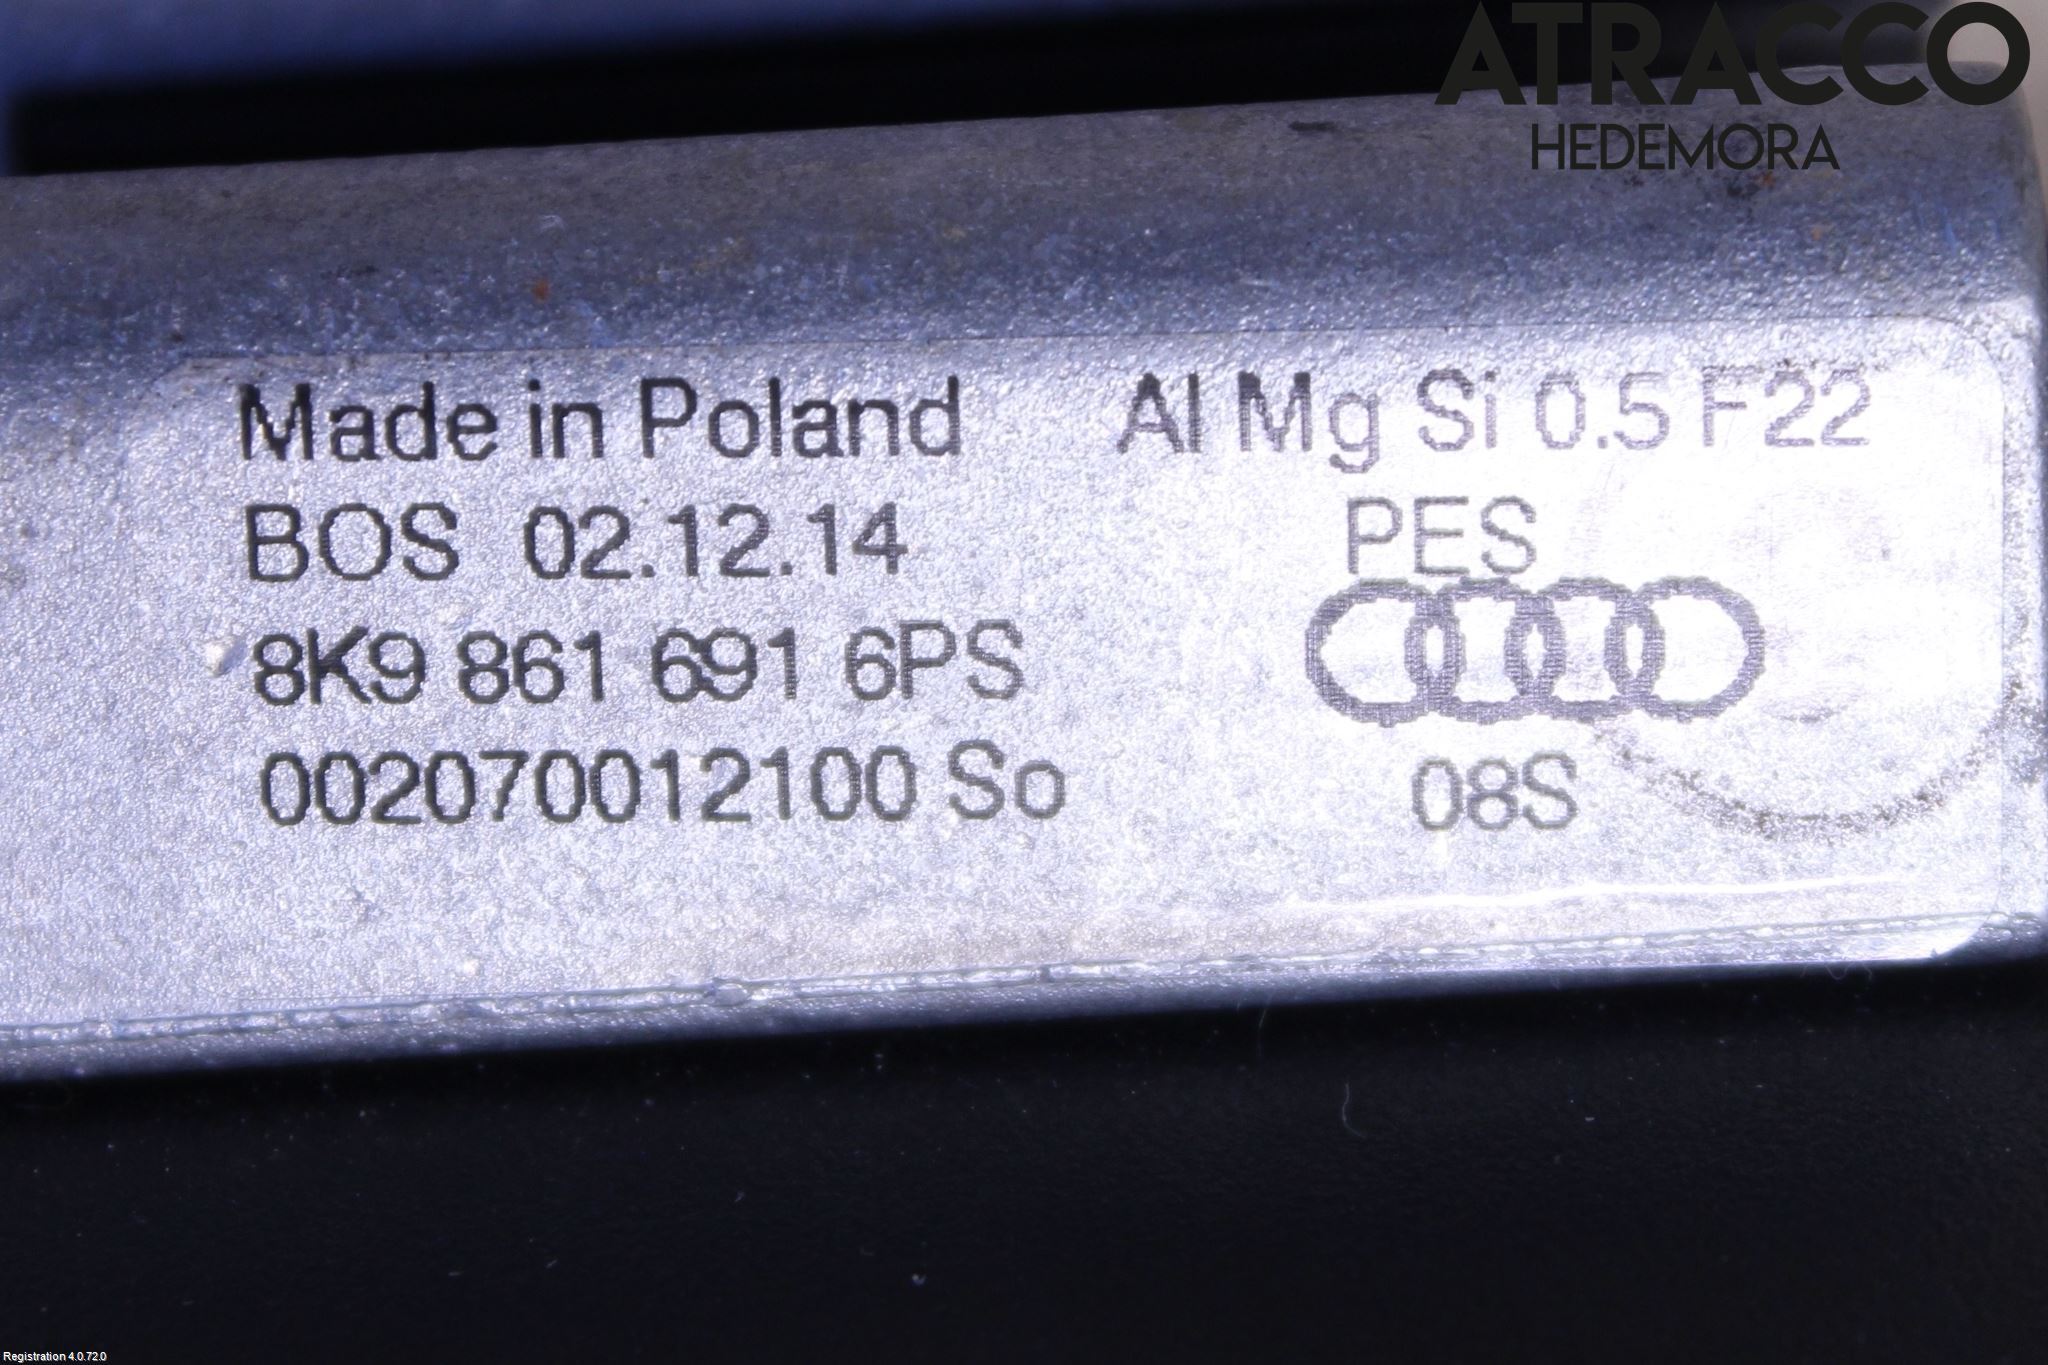 ATRACCO
HEDEMORA
Made in Poland Al Mg Si 0.5 F22
BOS 02.12.14 PES
8K9 861 691 6PS
002070012100 So 08S
Registration 4.0.72.0